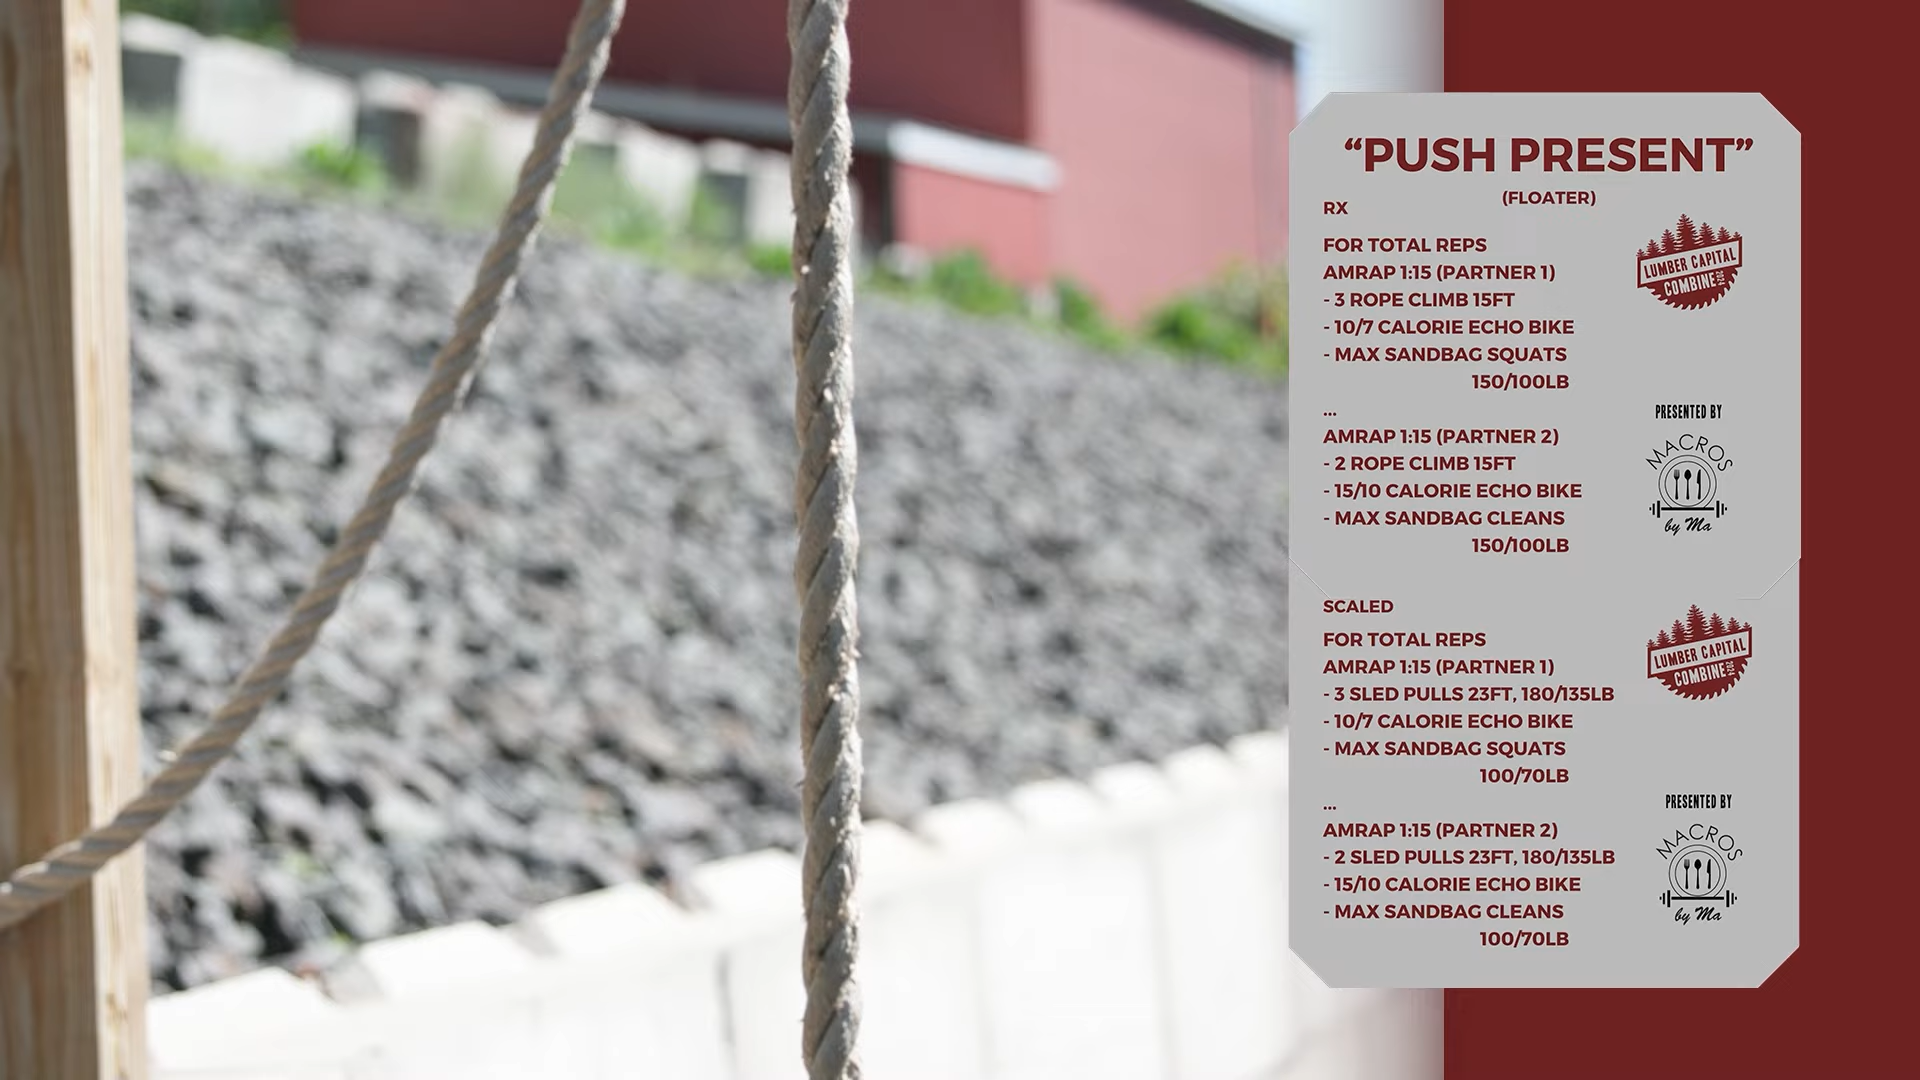 “PUSH PRESENT”
(FLOATER)
RX
FOR TOTAL REPS
AMRAP 1:15 (PARTNER 1)
- 3 ROPE CLIMB 15FT
- 10/7 CALORIE ECHO BIKE
- MAX SANDBAG SQUATS
150/100LB
...
AMRAP 1:15 (PARTNER 2)
- 2 ROPE CLIMB 15FT
- 15/10 CALORIE ECHO BIKE
- MAX SANDBAG CLEANS
150/100LB
LUMBER CAPITAL
COMBINE
PRESENTED BY
MACROS
by Ma
SCALED
FOR TOTAL REPS
AMRAP 1:15 (PARTNER 1)
- 3 SLED PULLS 23FT, 180/135LB
- 10/7 CALORIE ECHO BIKE
- MAX SANDBAG SQUATS
100/70LB
...
AMRAP 1:15 (PARTNER 2)
- 2 SLED PULLS 23FT, 180/135LB
- 15/10 CALORIE ECHO BIKE
- MAX SANDBAG CLEANS
100/70LB
LUMBER CAPITAL
COMBINE
PRESENTED BY
MACROS
by Ma